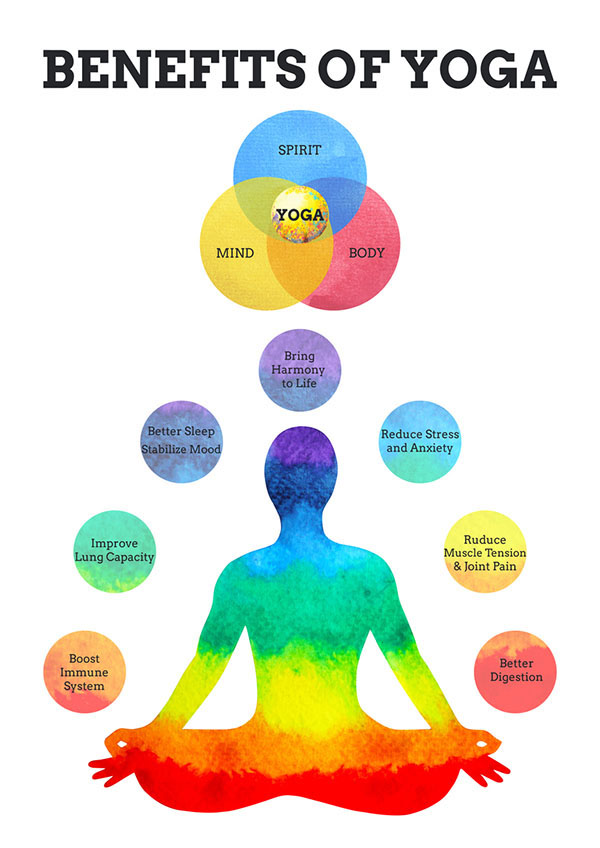 BENEFITS OF YOGA
SPIRIT
YOGA
MIND
BODY
Bring
Harmony
to Life
Better Sleep
Stabilize Mood
Reduce Stress
and Anxiety
Improve
Lung Capacity
Ruduce
Muscle Tension
& Joint Pain
Boost
Immune
System
Better
Digestion